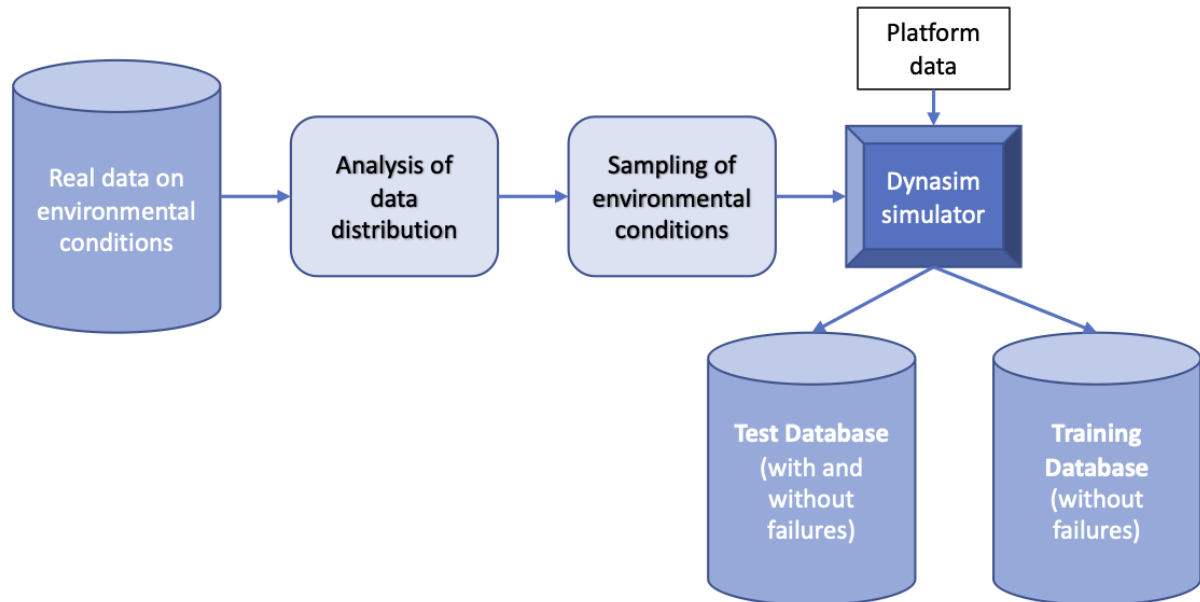 Platform
data
Real data on
environmental
conditions
Analysis of
data
distribution
Sampling of
environmental
conditions
Dynasim
simulator
Test Database
(with and
without
failures)
Training
Database
(without
failures)